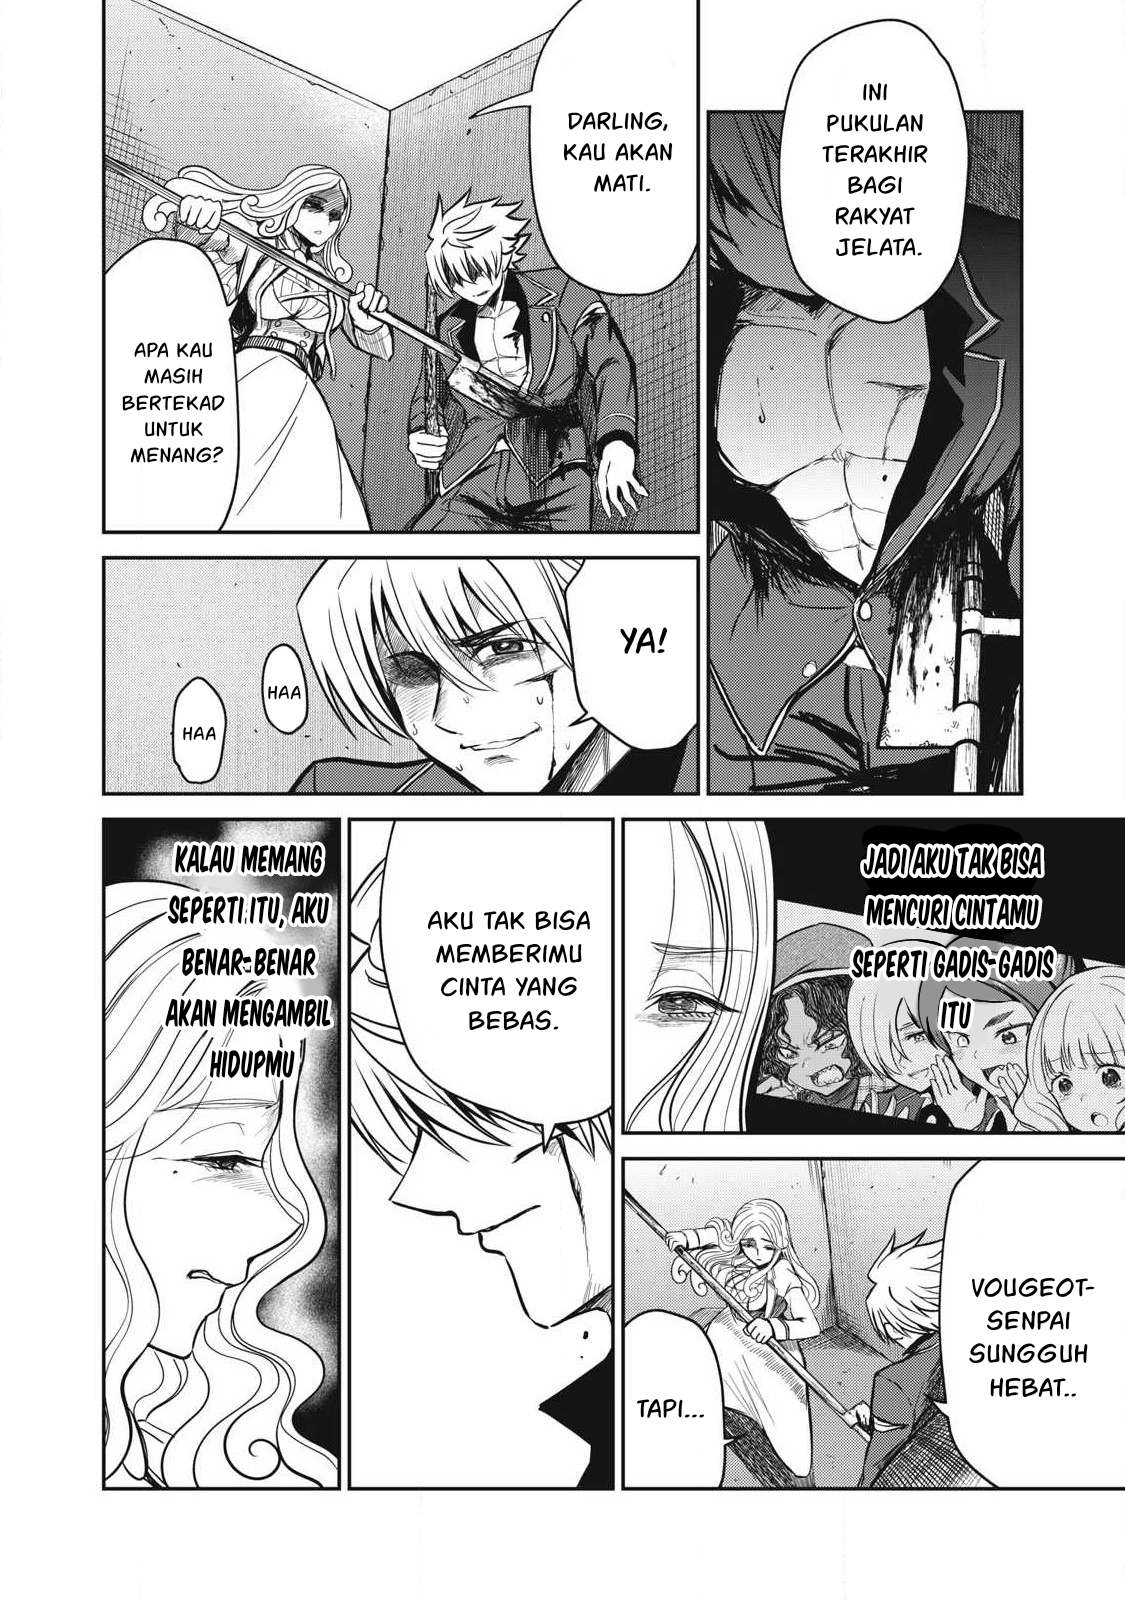 INI
PUKULAN
TERAKHIR
BAGI
RAKYAT
JELATA.
DARLING,
KAU AKAN
MATI.
APA KAU
MASIH
BERTEKAD
UNTUK
MENANG?
YA!
HAA
HAA
JADI AKU TAK BISA
MENCURI CINTAMU
SEPERTI GADIS-GADIS
ITU
VOUGEOT-
SENPAI
SUNGGUH
HEBAT..
TAPI...
AKU TAK BISA
MEMBERIMU
CINTA YANG
BEBAS.
KALAU MEMANG
SEPERTI ITU, AKU
BENAR-BENAR
AKAN MENGAMBIL
HIDUPMU